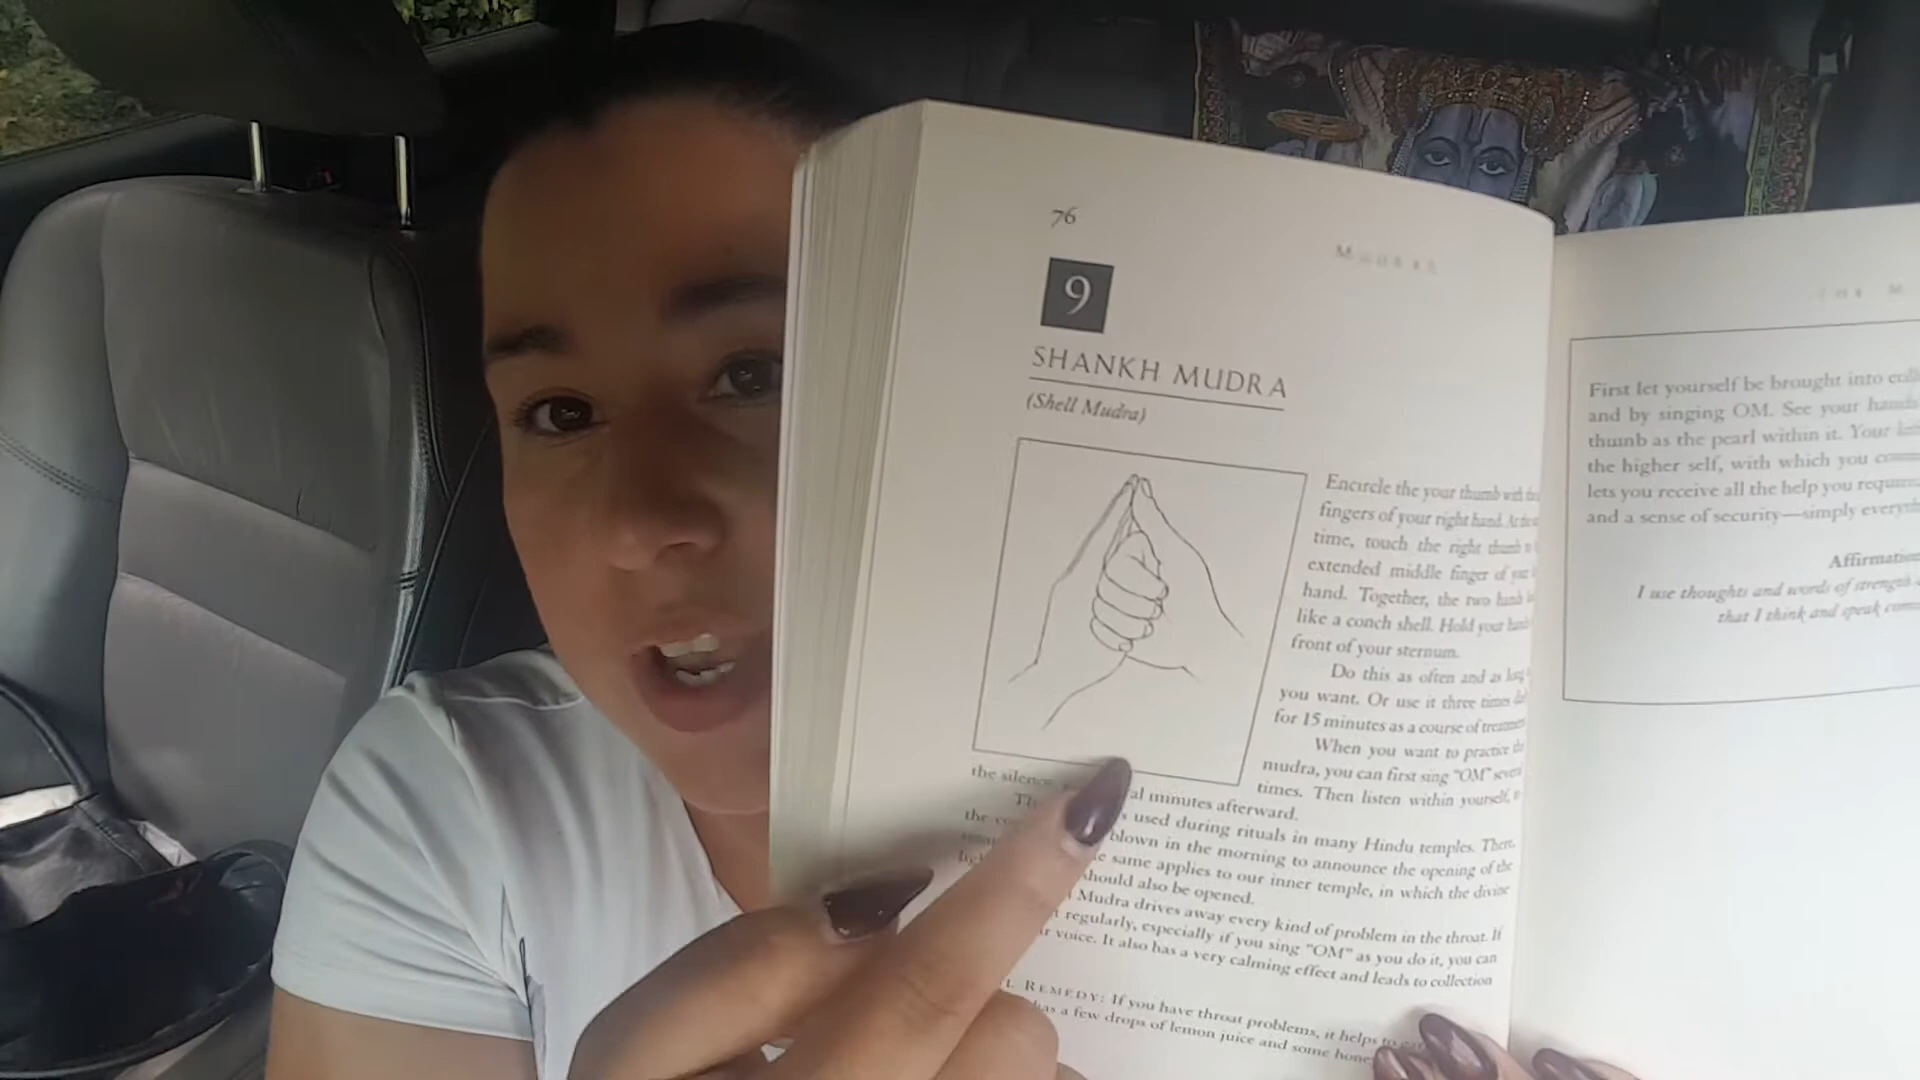 76
MUDRAS
9
SHANKH MUDRA
(Shell Mudra)
Encircle the your thumb with
fingers of your right hand. At the
time, touch the right thumb
extended middle finger of your
hand. Together, the two hands
like a conch shell. Hold your hands
front of your sternum.
Do this as often and as long
you want. Or use it three times
for 15 minutes as a course of
When you want to practice
mudra, you can first sing "OM" several
times. Then listen within yourself,
the silence minutes afterward.
used during rituals in many Hindu temples. There,
blown in the morning to announce the opening of the
same applies to our inner temple, in which the divine
should also be opened.
Mudra drives away every kind of problem in the throat. If
regularly, especially if you sing "OM" as you do it, you can
voice. It also has a very calming effect and leads to collection
REMEDY: If you have throat problems, it helps to
a few drops of lemon juice and some
First let yourself be brought into
and by singing OM. See your hands
thumb as the pearl within it. Your
the higher self, with which you
lets you receive all the help you
and a sense of security—simply
I use thoughts and words of strength
that I think and speak